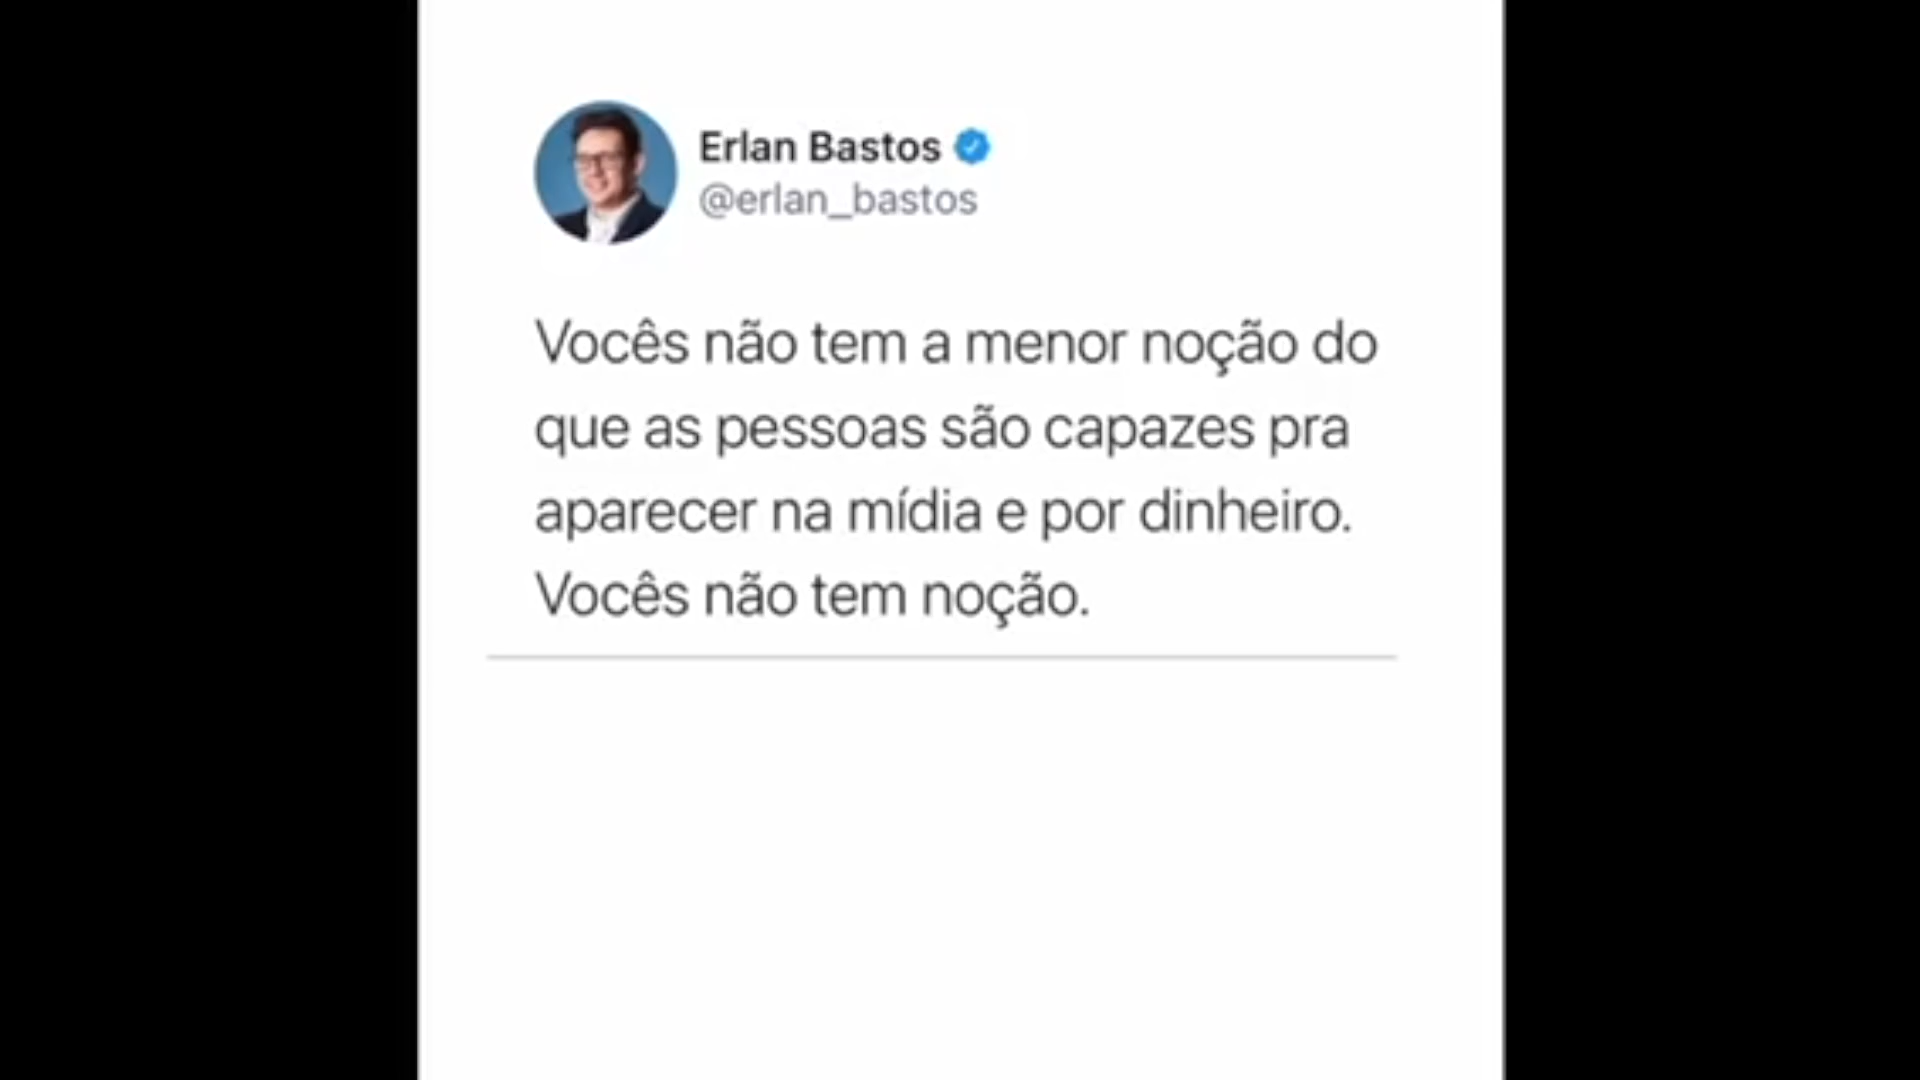 Erlan Bastos
@erlan_bastos
Vocês não tem a menor noção do
que as pessoas são capazes pra
aparecer na mídia e por dinheiro.
Vocês não tem noção.